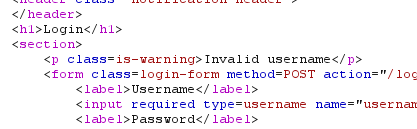 <header class="notification-header">
</header>
<h1>Login</h1>
<section>
<p class=is-warning>Invalid username</p>
<form class=login-form method=POST action="/log
<label>Username</label>
<input required type=username name="usernam
<label>Password</label>